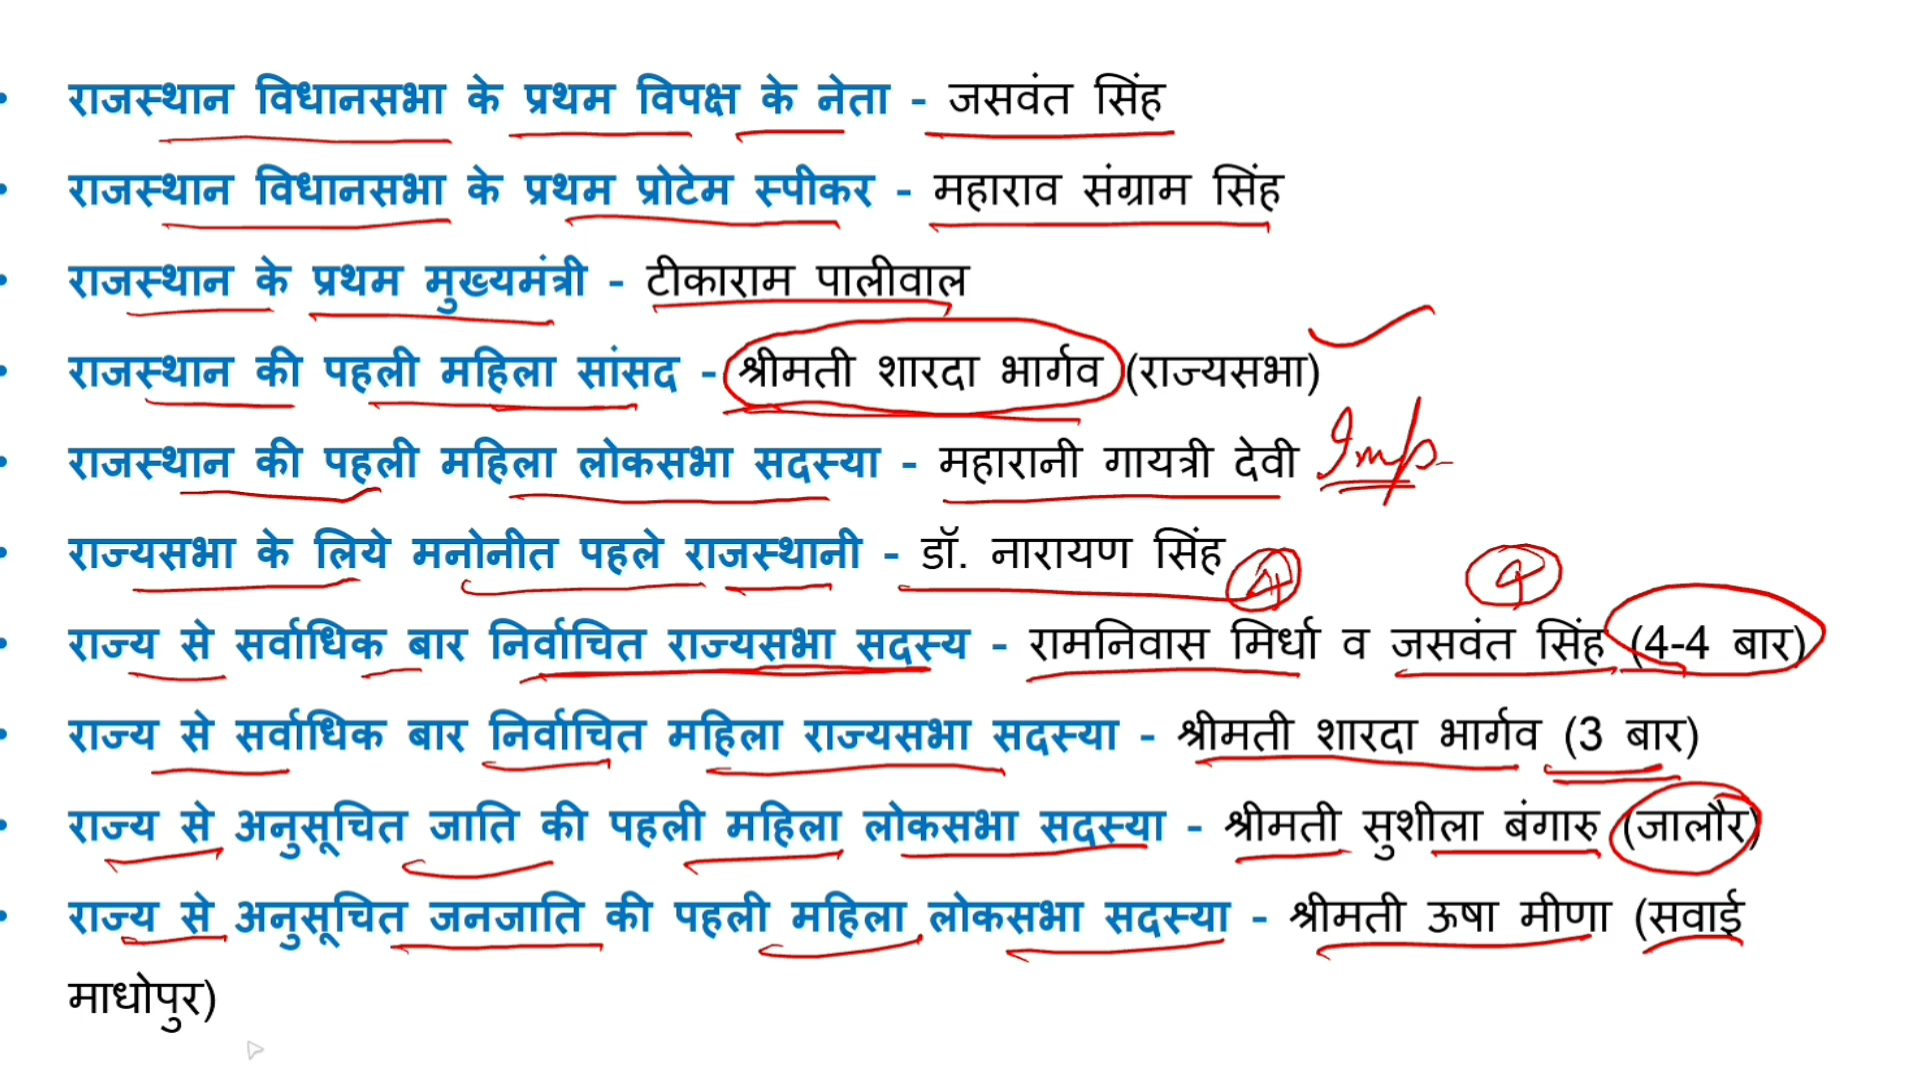 • राजस्थान विधानसभा के प्रथम विपक्ष के नेता - जसवंत सिंह
• राजस्थान विधानसभा के प्रथम प्रोटेम स्पीकर - महाराव संग्राम सिंह
• राजस्थान के प्रथम मुख्यमंत्री - टीकाराम पालीवाल
• राजस्थान की पहली महिला सांसद - श्रीमती शारदा भार्गव (राज्यसभा)
• राजस्थान की पहली महिला लोकसभा सदस्या - महारानी गायत्री देवी Imp
• राज्यसभा के लिये मनोनीत पहले राजस्थानी - डॉ. नारायण सिंह
4 4
• राज्य से सर्वाधिक बार निर्वाचित राज्यसभा सदस्य - रामनिवास मिर्धा व जसवंत सिंह (4-4 बार)
• राज्य से सर्वाधिक बार निर्वाचित महिला राज्यसभा सदस्या - श्रीमती शारदा भार्गव (3 बार)
• राज्य से अनुसूचित जाति की पहली महिला लोकसभा सदस्या - श्रीमती सुशीला बंगारु (जालौर)
• राज्य से अनुसूचित जनजाति की पहली महिला लोकसभा सदस्या - श्रीमती ऊषा मीणा (सवाई
माधोपुर)